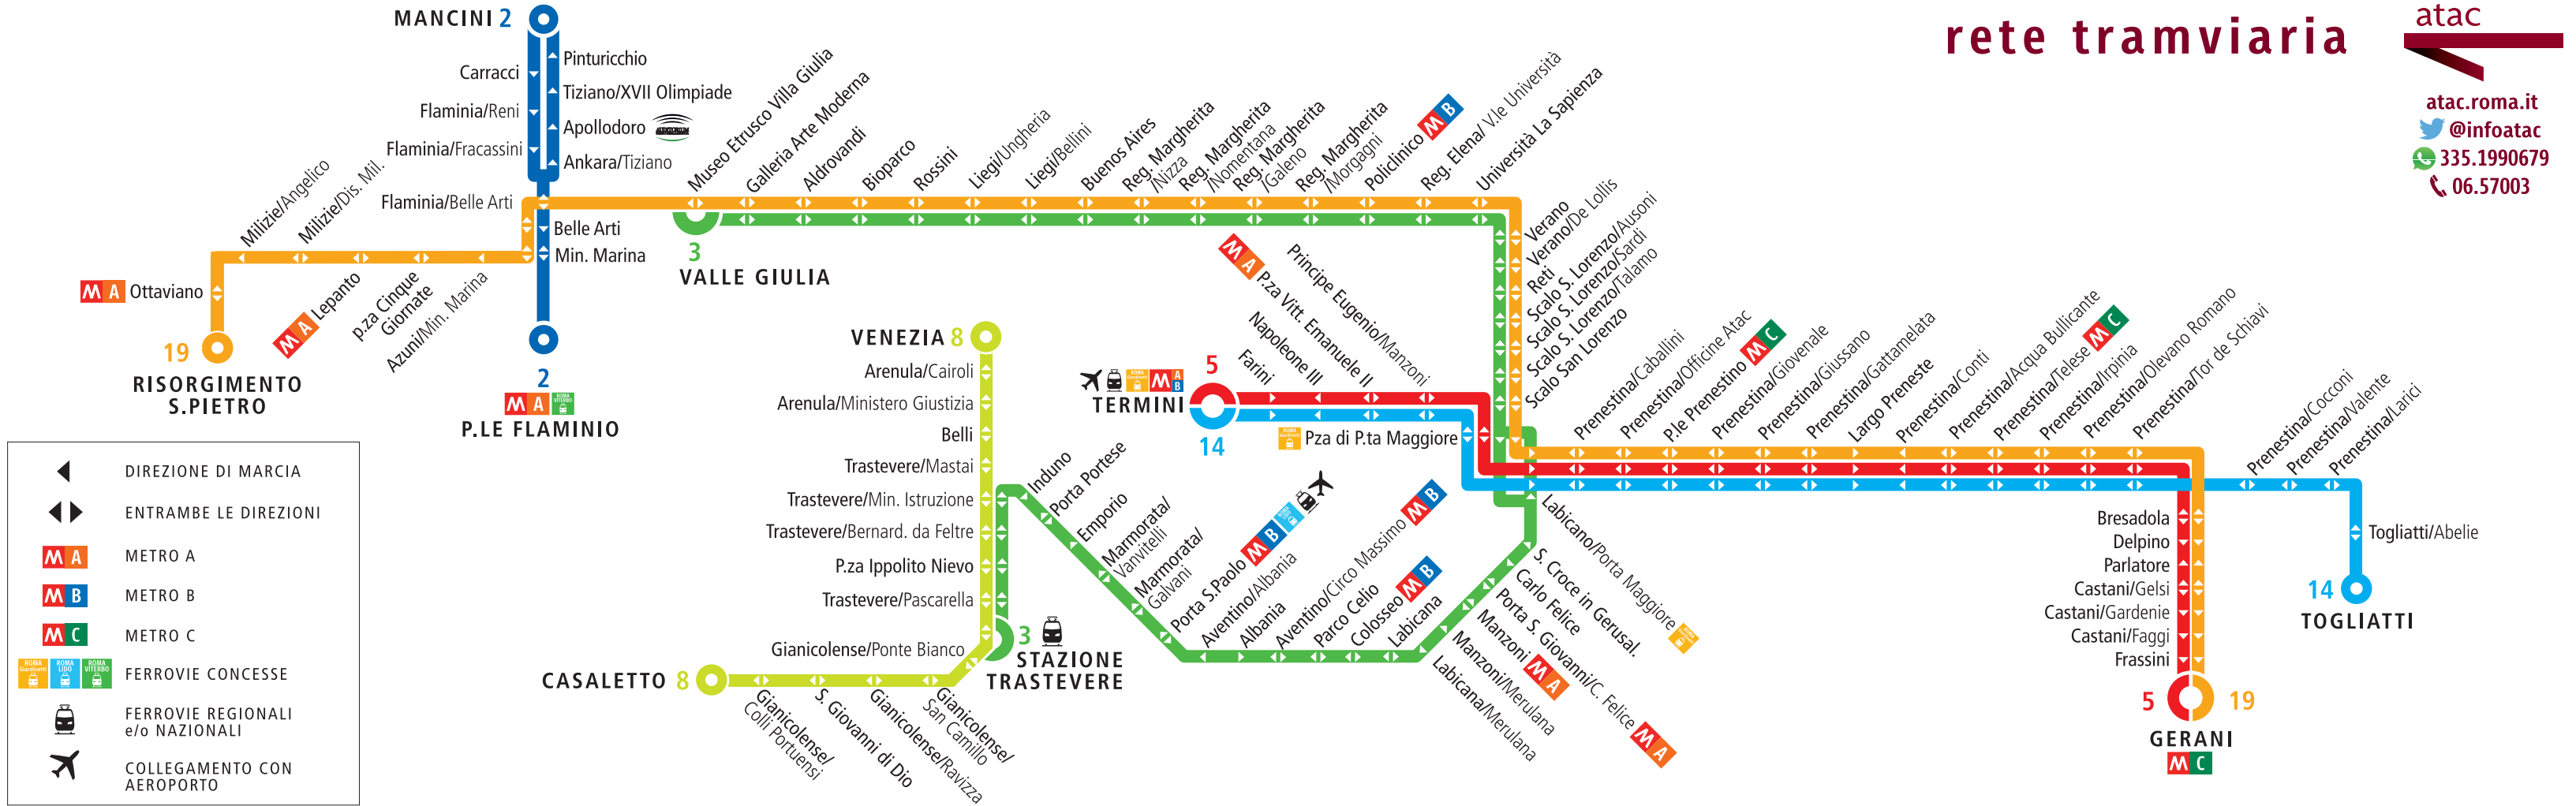 rete tramviaria
atac
atac.roma.it
@infoatac
335.1990679
06.57003
MANCINI 2
Carracci
Flaminia/Reni
Flaminia/Fracassini
Flaminia/Belle Arti
Pinturicchio
Tiziano/XVII Olimpiade
Apollodoro
Ankara/Tiziano
Belle Arti
Min. Marina
2
M A ROMA VITERBO
P.LE FLAMINIO
Milizie/Angelico
Milizie/Dis. Mil.
M A Ottaviano
19
RISORGIMENTO
S.PIETRO
M A Lepanto
p.za Cinque
Giornate
Azuni/Min. Marina
Museo Etrusco Villa Giulia
Galleria Arte Moderna
Aldrovandi
Bioparco
Rossini
Liegi/Ungheria
Liegi/Bellini
Buenos Aires
Reg. Margherita
/Nizza
Reg. Margherita
/Nomentana
Reg. Margherita
/Galeno
Reg. Margherita
/Morgagni
Policlinico M B
Reg. Elena/ V.le Università
Università La Sapienza
3
VALLE GIULIA
Verano
Verano/De Lollis
Reti
Scalo S. Lorenzo/Ausoni
Scalo S. Lorenzo/Sardi
Scalo S. Lorenzo/Talamo
Scalo San Lorenzo
VENEZIA 8
Arenula/Cairoli
Arenula/Ministero Giustizia
Belli
Trastevere/Mastai
Trastevere/Min. Istruzione
Trastevere/Bernard. da Feltre
P.za Ippolito Nievo
Trastevere/Pascarella
Gianicolense/Ponte Bianco
CASALETTO 8
Gianicolense/
Colli Portuensi
S. Giovanni di Dio
Gianicolense/Ravizza
Gianicolense/
San Camillo
3
STAZIONE
TRASTEVERE
Induno
Porta Portese
Emporio
Marmorata/
Vanvitelli
Marmorata/
Galvani
Porta S.Paolo M B ROMA LIDO
Aventino/Albania
Albania
Aventino/Circo Massimo M B
Parco Celio
Colosseo M B
Labicana
Labicana/Merulana
Manzoni/Merulana
Manzoni M A
Porta S. Giovanni/C. Felice M A
Carlo Felice
S. Croce in Gerusal.
Labicano/Porta Maggiore
M A B
TERMINI
5
14
Farini
Napoleone III
M A P.za Vitt. Emanuele II
Principe Eugenio/Manzoni
Pza di P.ta Maggiore
Prenestina/Caballini
Prenestina/Officine Atac
P.le Prenestino M C
Prenestina/Giovenale
Prenestina/Giussano
Prenestina/Gattamelata
Largo Preneste
Prenestina/Conti
Prenestina/Acqua Bullicante
Prenestina/Telese M C
Prenestina/Irpinia
Prenestina/Olevano Romano
Prenestina/Tor de Schiavi
Prenestina/Cocconi
Prenestina/Valente
Prenestina/Larici
Togliatti/Abelie
14
TOGLIATTI
Bresadola
Delpino
Parlatore
Castani/Gelsi
Castani/Gardenie
Castani/Faggi
Frassini
5
19
GERANI
M C
DIREZIONE DI MARCIA
ENTRAMBE LE DIREZIONI
M A METRO A
M B METRO B
M C METRO C
ROMA Giardinetti ROMA LIDO ROMA VITERBO FERROVIE CONCESSE
FERROVIE REGIONALI
e/o NAZIONALI
COLLEGAMENTO CON
AEROPORTO